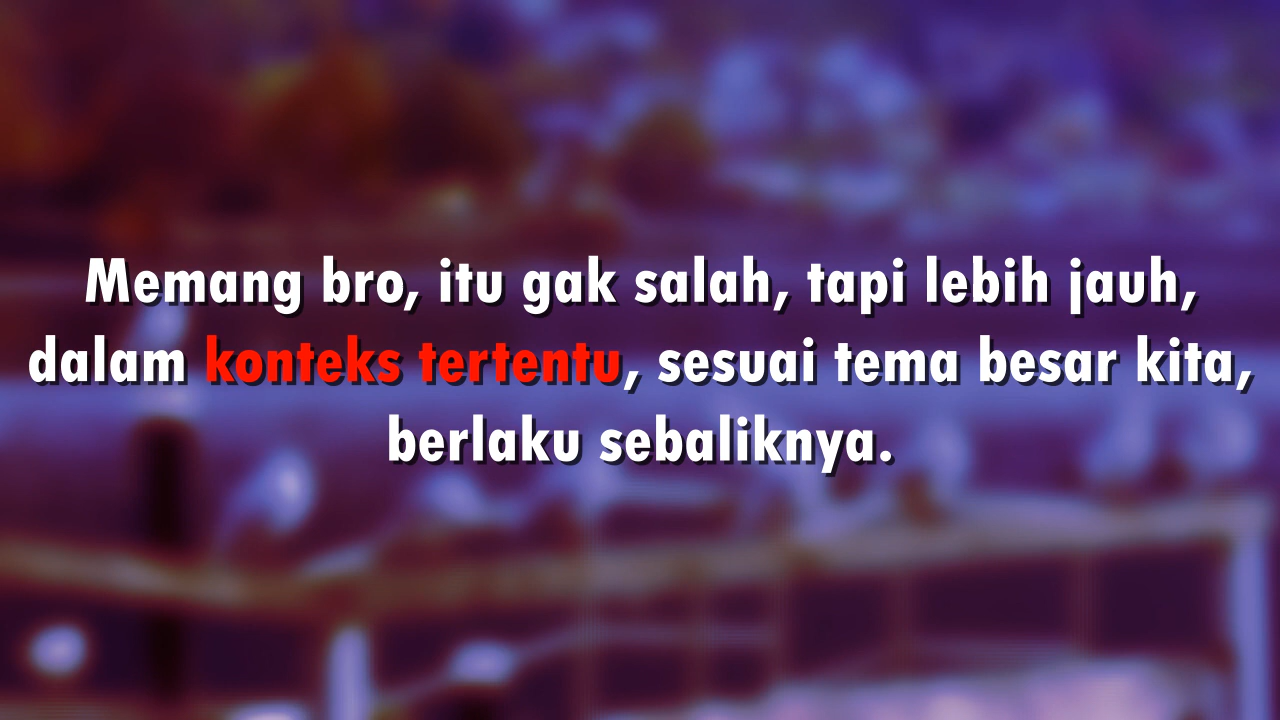 Memang bro, itu gak salah, tapi lebih jauh,
dalam konteks tertentu, sesuai tema besar kita,
berlaku sebaliknya.